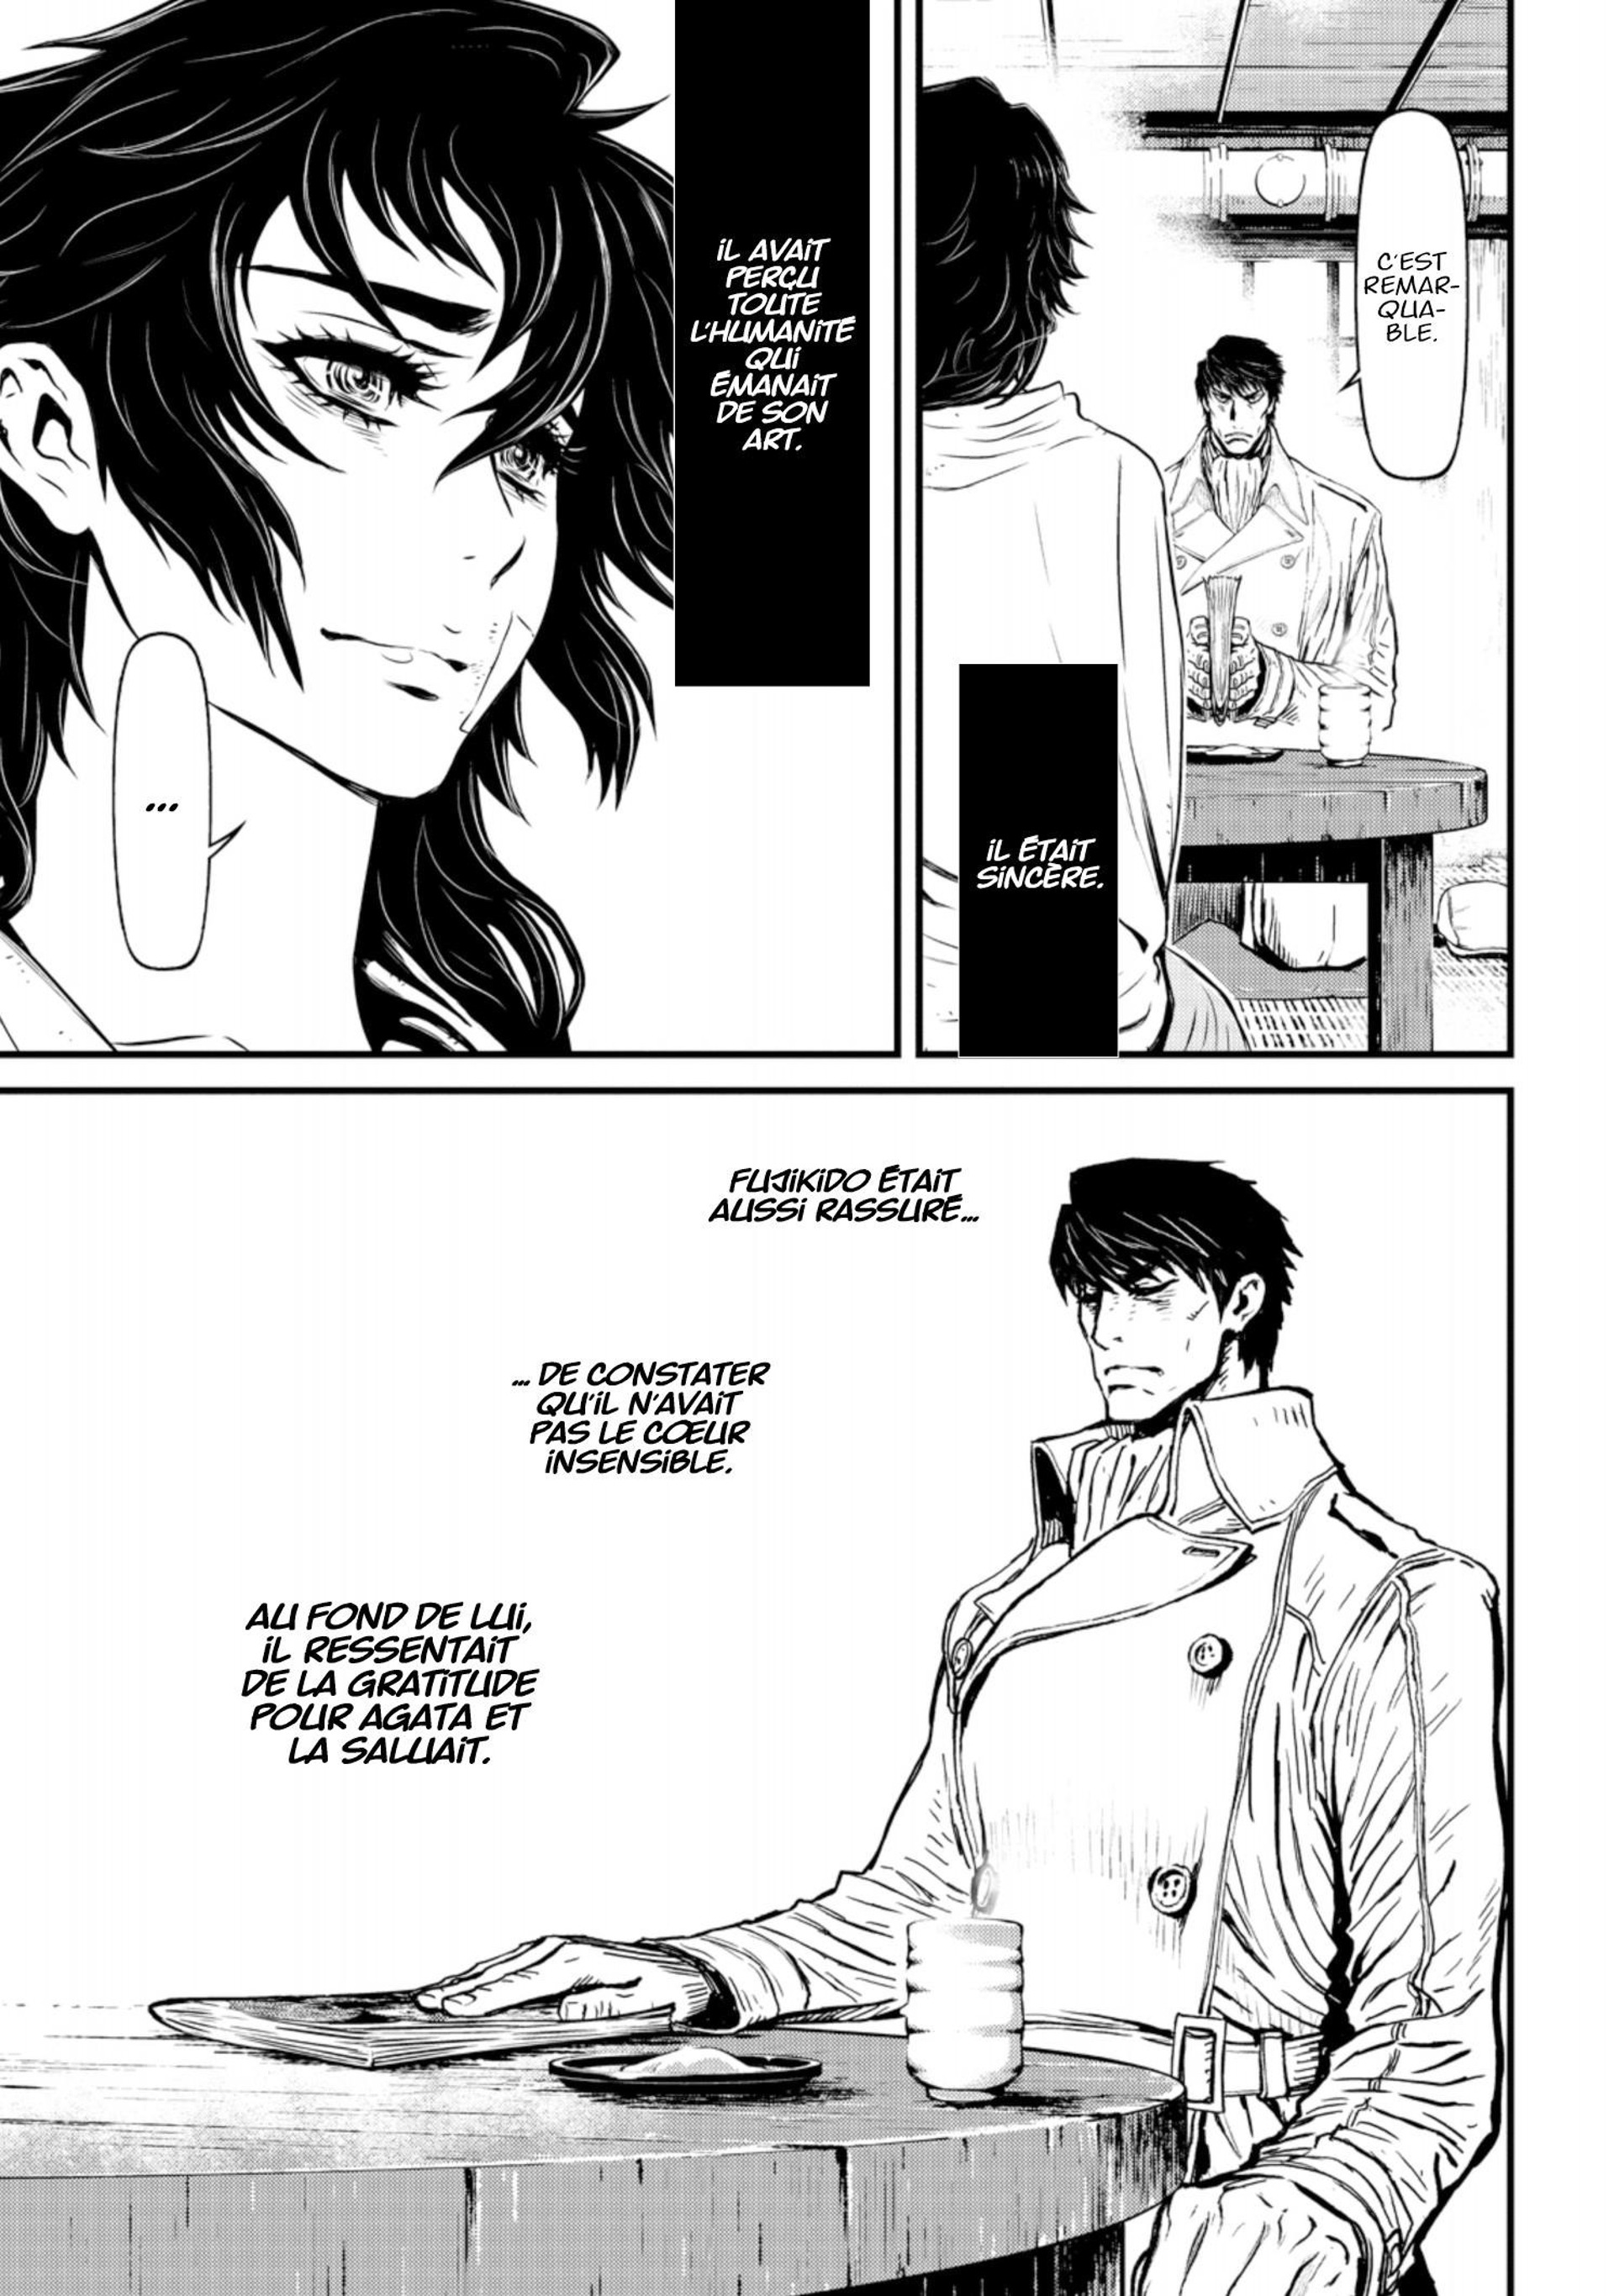 C'EST
REMAR-
QUA-
BLE.
IL ÉTAIT
SINCÈRE.
IL AVAIT
PERÇU
TOUTE
L'HUMANITÉ
QUI
ÉMANAIT
DE SON
ART.
...
FUJIKIDO ÉTAIT
AUSSI RASSURÉ...
... DE CONSTATER
QU'IL N'AVAIT
PAS LE CŒUR
INSENSIBLE.
AU FOND DE LUI,
IL RESSENTAIT
DE LA GRATITUDE
POUR AGATA ET
LA SALUAIT.